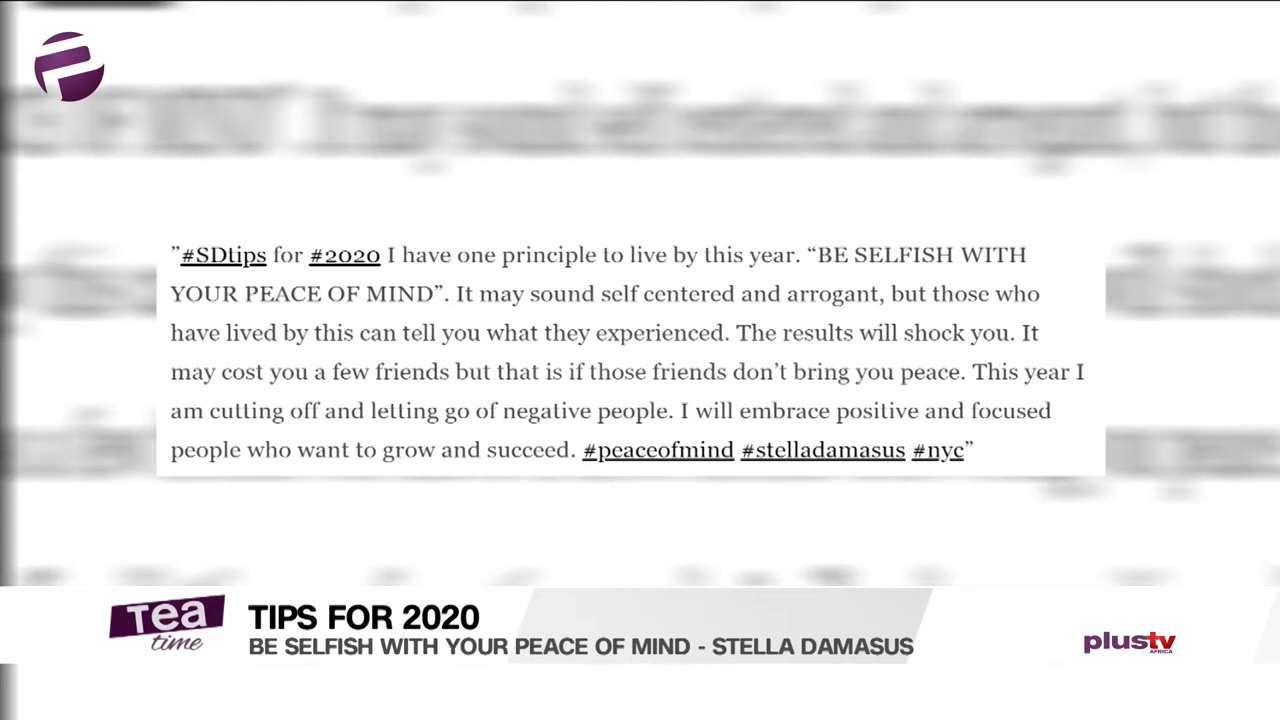 ”#SDtips for #2020 I have one principle to live by this year. “BE SELFISH WITH
YOUR PEACE OF MIND”. It may sound self centered and arrogant, but those who
have lived by this can tell you what they experienced. The results will shock you. It
may cost you a few friends but that is if those friends don’t bring you peace. This year I
am cutting off and letting go of negative people. I will embrace positive and focused
people who want to grow and succeed. #peaceofmind #stelladamasus #nyc”
Tea
time
TIPS FOR 2020
BE SELFISH WITH YOUR PEACE OF MIND - STELLA DAMASUS
plustv
AFRICA